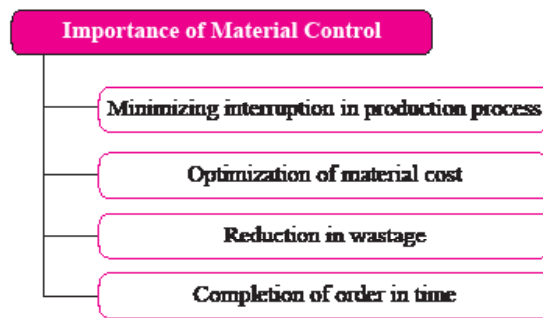 Importance of Material Control
Minimizing interruption in production process
Optimization of material cost
Reduction in wastage
Completion of order in time